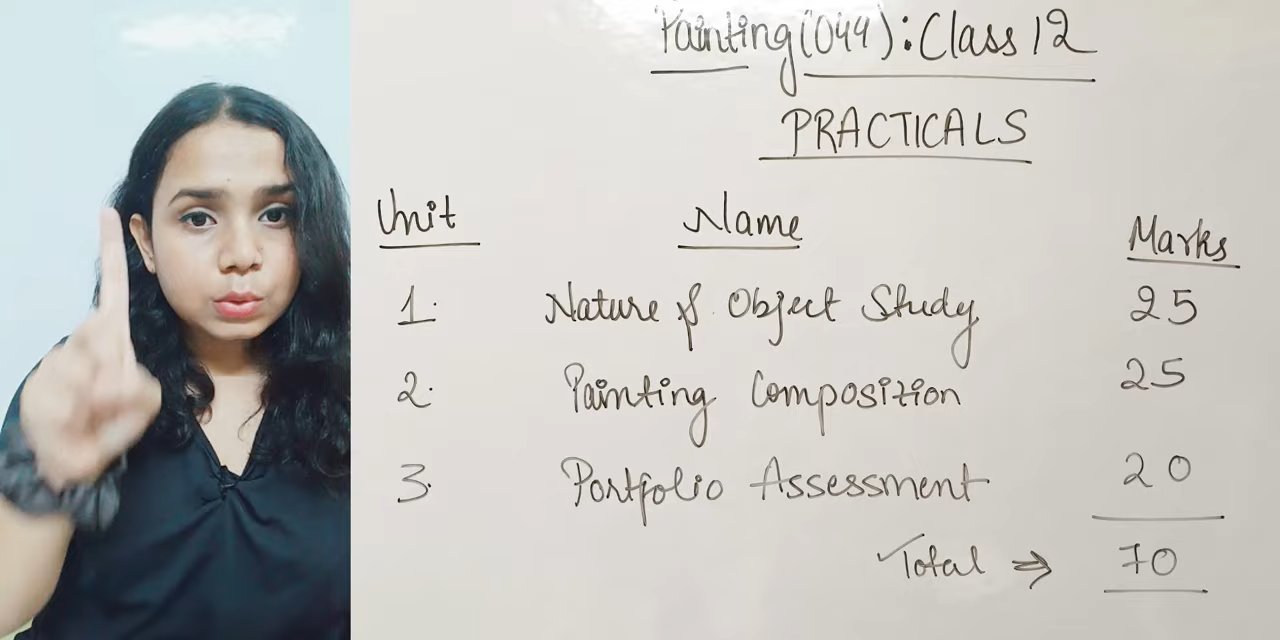 Painting(044):Class 12
PRACTICALS
Unit Name Marks
1. Nature & Object Study 25
2. Painting Composition 25
3. Portfolio Assessment 20
Total ⇒ 70